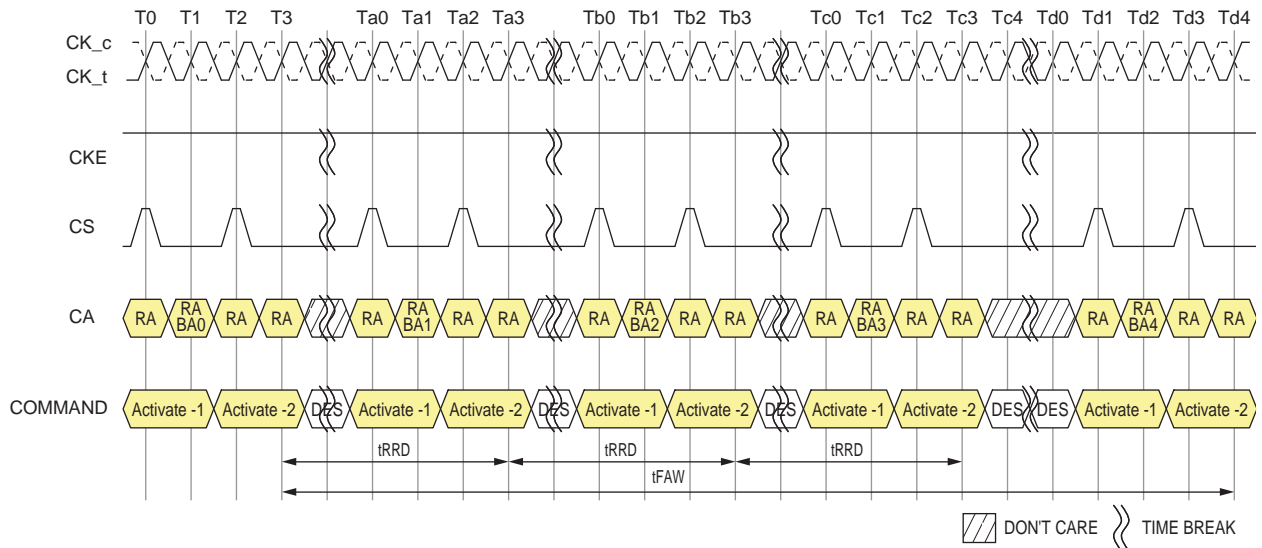 T0 T1 T2 T3 Ta0 Ta1 Ta2 Ta3 Tb0 Tb1 Tb2 Tb3 Tc0 Tc1 Tc2 Tc3 Tc4 Td0 Td1 Td2 Td3 Td4
CK_c
CK_t
CKE
CS
CA RA RA BA0 RA RA RA RA BA1 RA RA RA RA BA2 RA RA RA RA BA3 RA RA RA RA BA4 RA RA
COMMAND Activate -1 Activate -2 DES Activate -1 Activate -2 DES Activate -1 Activate -2 DES Activate -1 Activate -2 DES DES Activate -1 Activate -2
tRRD tRRD tRRD
tFAW
DON'T CARE TIME BREAK